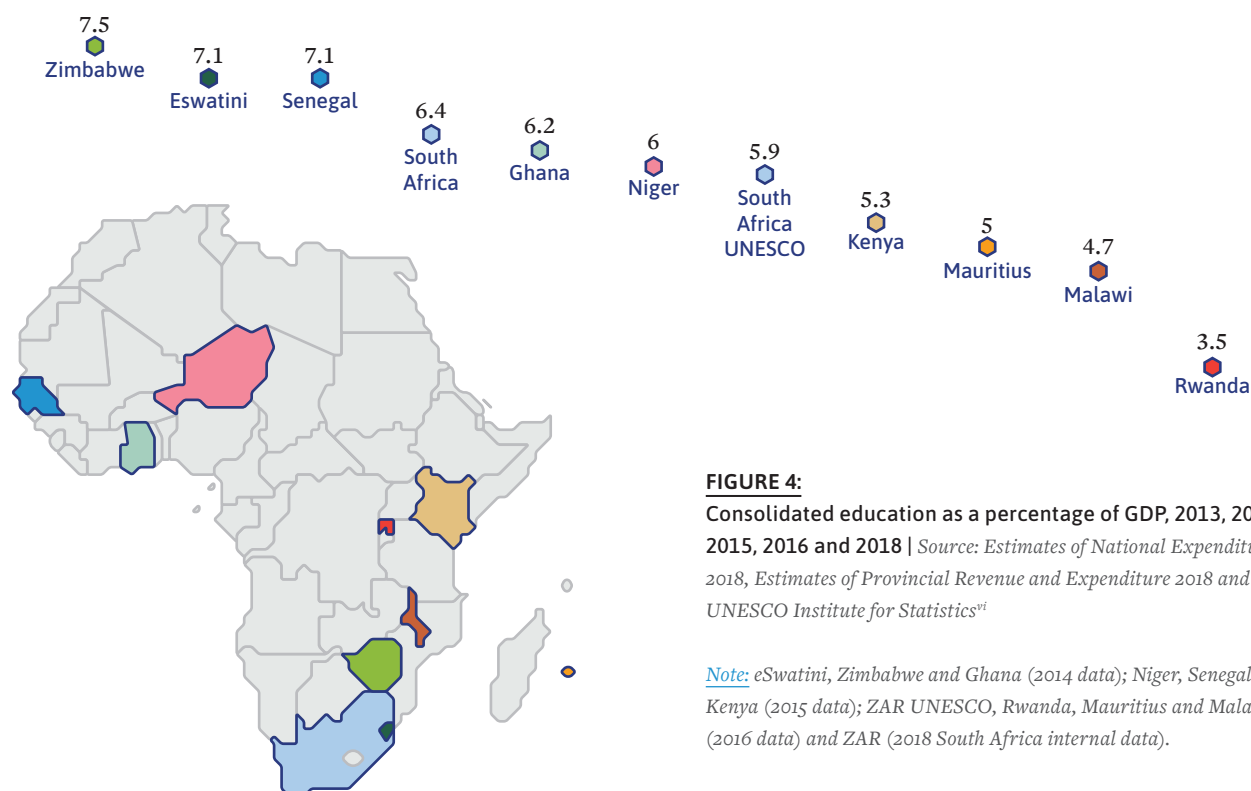 7.5
Zimbabwe
7.1
Eswatini
7.1
Senegal
6.4
South
Africa
6.2
Ghana
6
Niger
5.9
South
Africa
UNESCO
5.3
Kenya
5
Mauritius
4.7
Malawi
3.5
Rwanda
FIGURE 4:
Consolidated education as a percentage of GDP, 2013,
2015, 2016 and 2018 | Source: Estimates of National
2018, Estimates of Provincial Revenue and Expenditure 2018 and
UNESCO Institute for Statisticsvi
Note: eSwatini, Zimbabwe and Ghana (2014 data); Niger, Senegal
Kenya (2015 data); ZAR UNESCO, Rwanda, Mauritius and
(2016 data) and ZAR (2018 South Africa internal data).